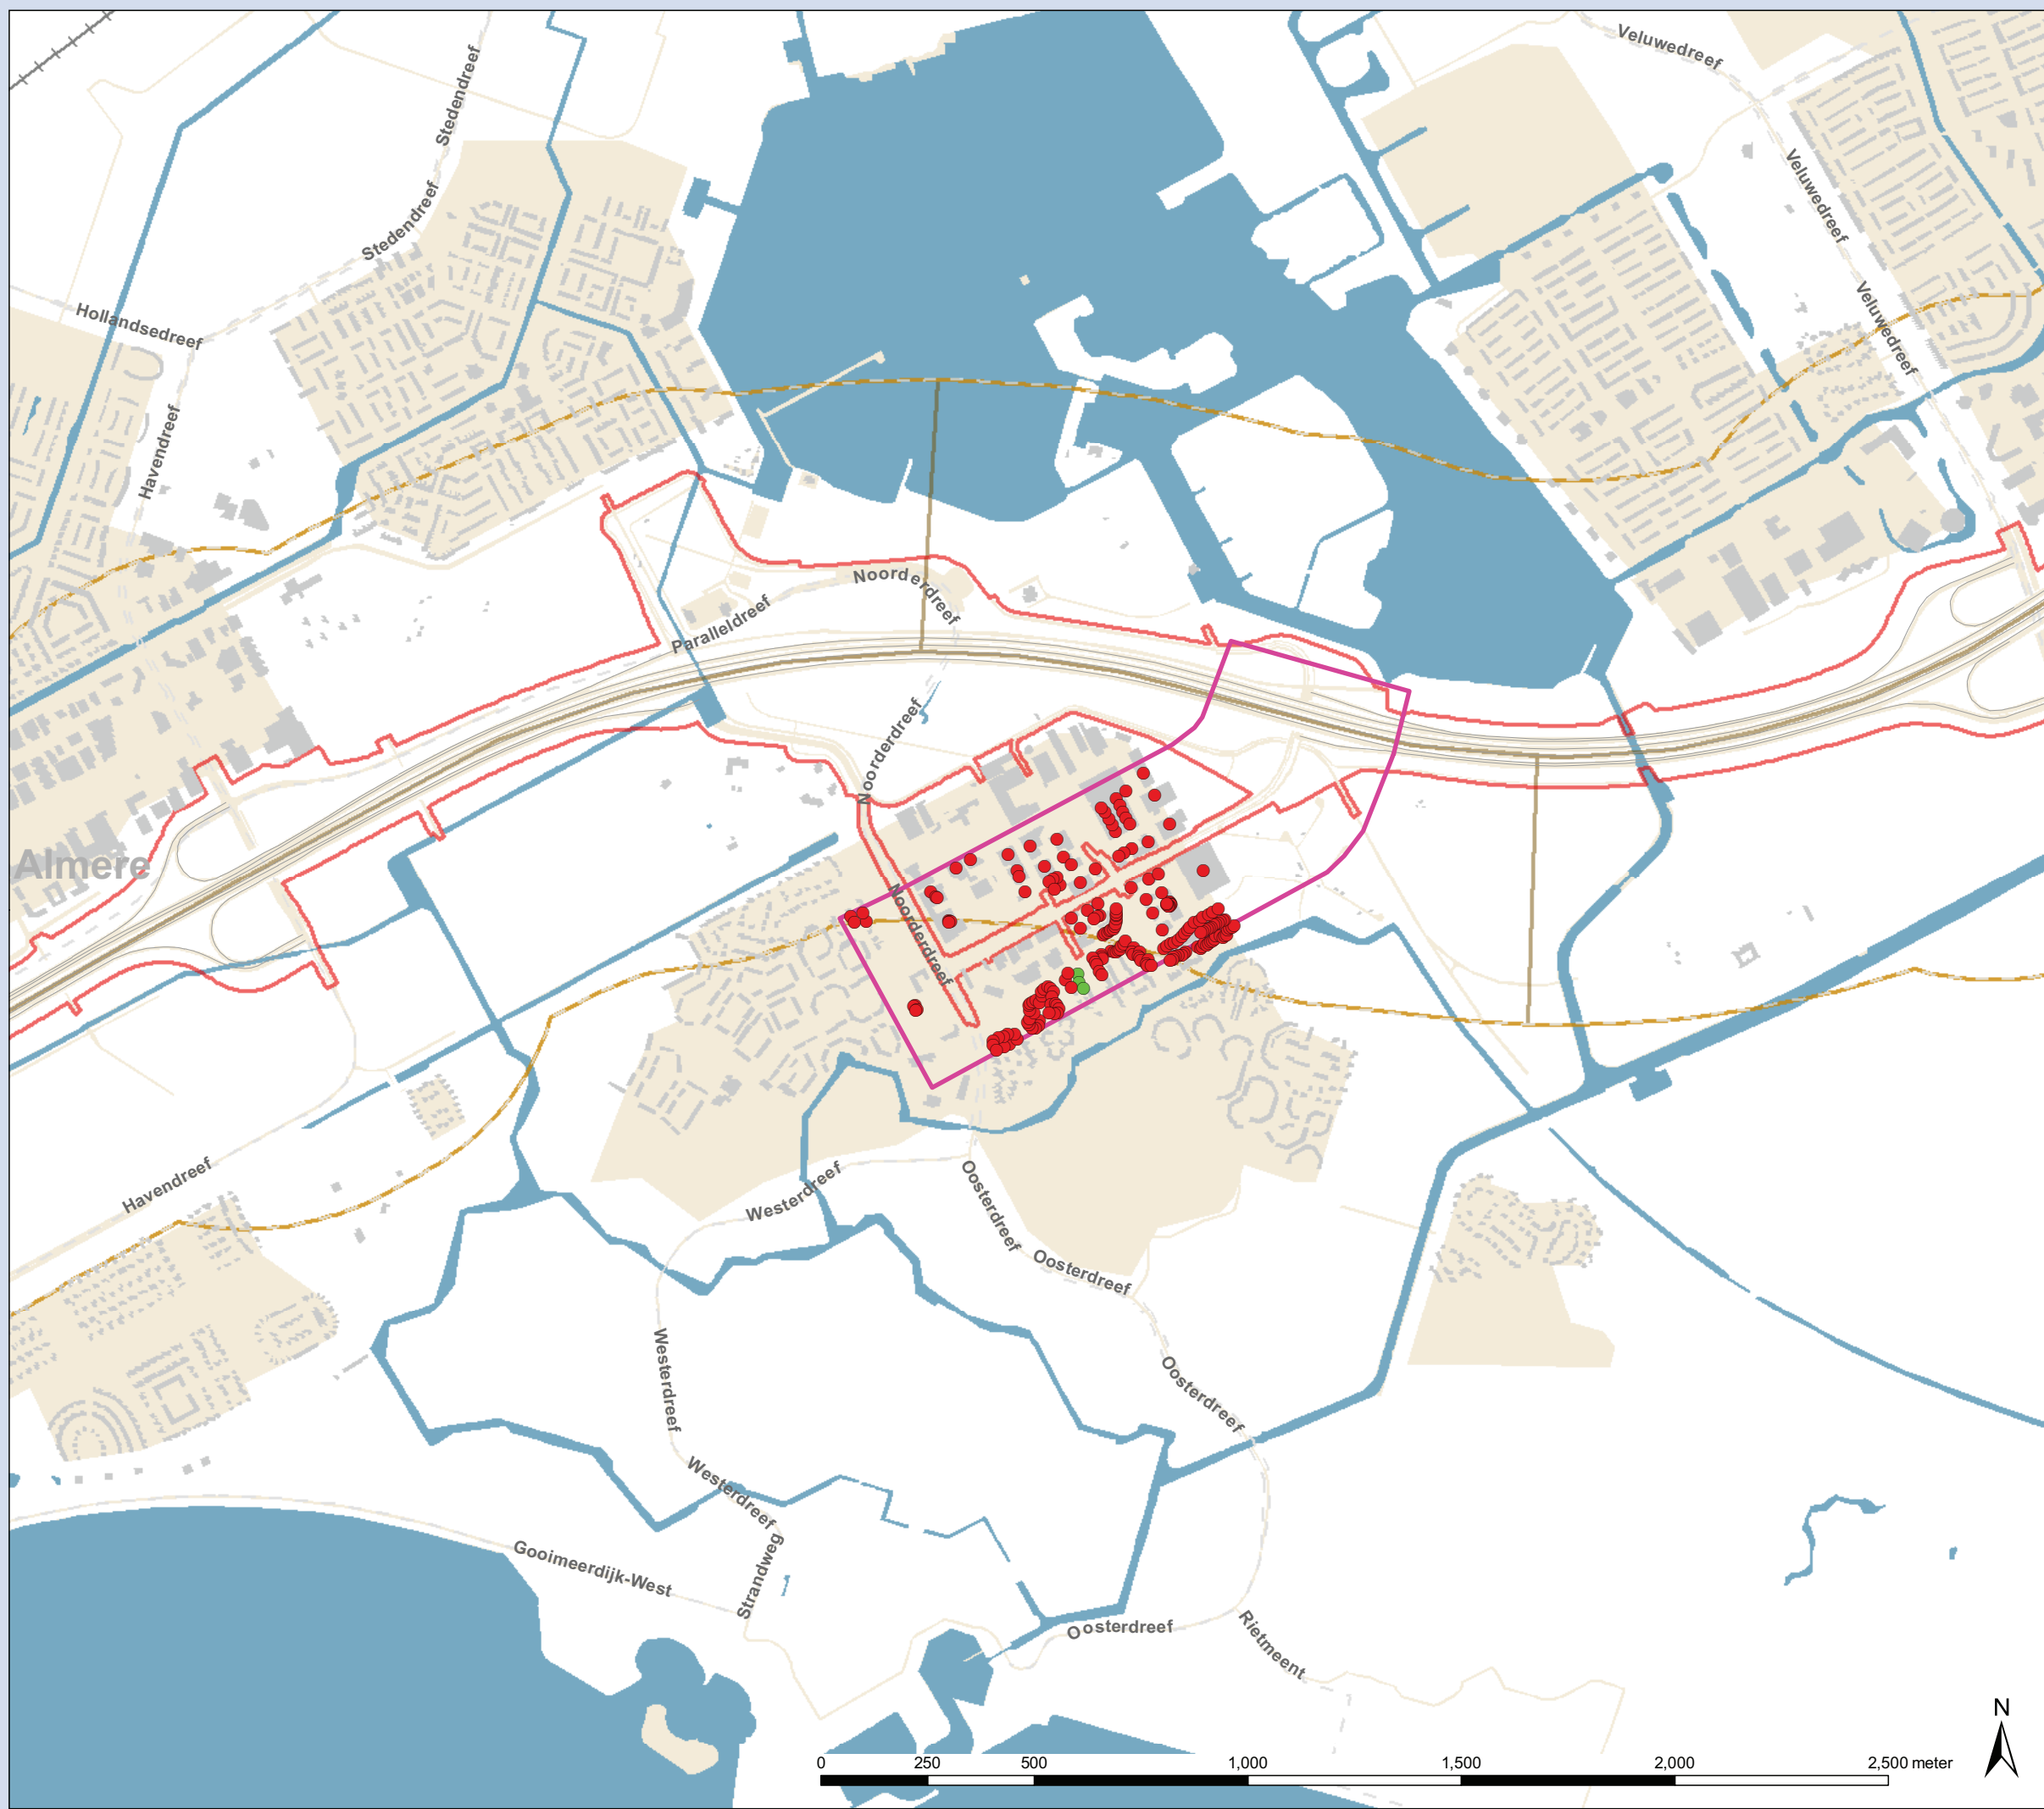 Veluwedreef
Stedendreef
Veluwedreef
Stedendreef
Hollandsedreef
Veluwedreef
Havendreef
Noorderdreef
Paralleldreef
Noorderdreef
Almere
Noorderdreef
Havendreef
Westerdreef
Oosterdreef
Oosterdreef
Westerdreef
Oosterdreef
Westerdreef
Gooimeerdijk-West
Strandweg
Oosterdreef
Rietmeent
N
0 250 500 1,000 1,500 2,000 2,500 meter